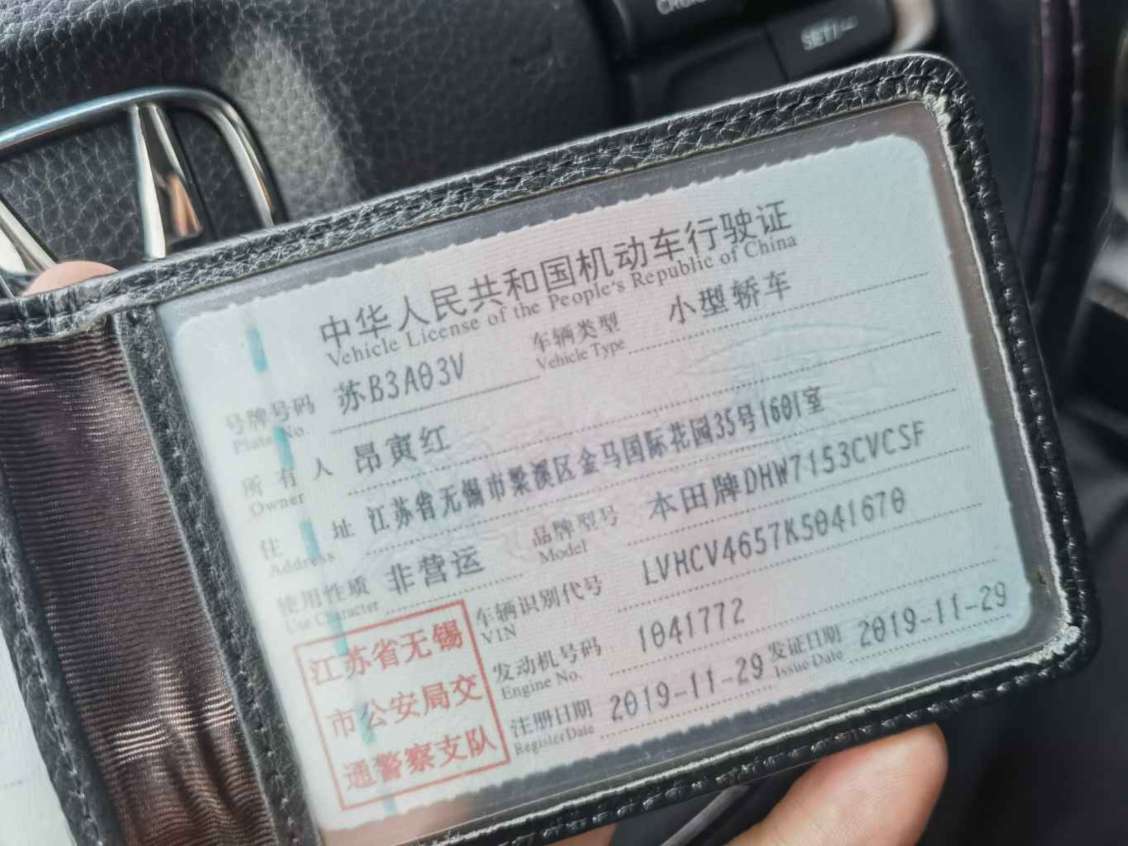 SET/-
中华人民共和国机动车行驶证
Vehicle License of the People's Republic of China
号牌号码 苏B3A03V 车辆类型 小型轿车
Plate No. Vehicle Type
所有人 昂寅红
Owner
住址 江苏省无锡市梁溪区金马国际花园35号1601室
Address
使用性质 非营运 品牌型号 本田牌DHW7153CVCSF
Use Character Model
车辆识别代号 LVHCV4657K5041670
VIN
发动机号码 1041772
Engine No.
注册日期 2019-11-29 发证日期 2019-11-29
Register Date Issue Date
江苏省无锡
市公安局交
通警察支队